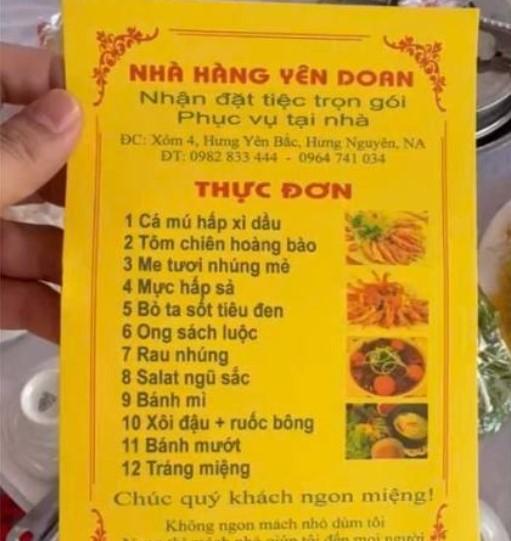 NHÀ HÀNG YÊN DOAN
Nhận đặt tiệc trọn gói
Phục vụ tại nhà
ĐC: Xóm 4, Hưng Yên Bắc, Hưng Nguyên, NA
ĐT: 0982 833 444 - 0964 741 034
THỰC ĐƠN
1 Cá mú hấp xì dầu
2 Tôm chiên hoàng bào
3 Me tươi nhúng mẻ
4 Mực hấp sả
5 Bò ta sốt tiêu đen
6 Ong sách luộc
7 Rau nhúng
8 Salat ngũ sắc
9 Bánh mì
10 Xôi đậu + ruốc bông
11 Bánh mướt
12 Tráng miệng
Chúc quý khách ngon miệng!
Không ngon mách nhỏ dùm tôi